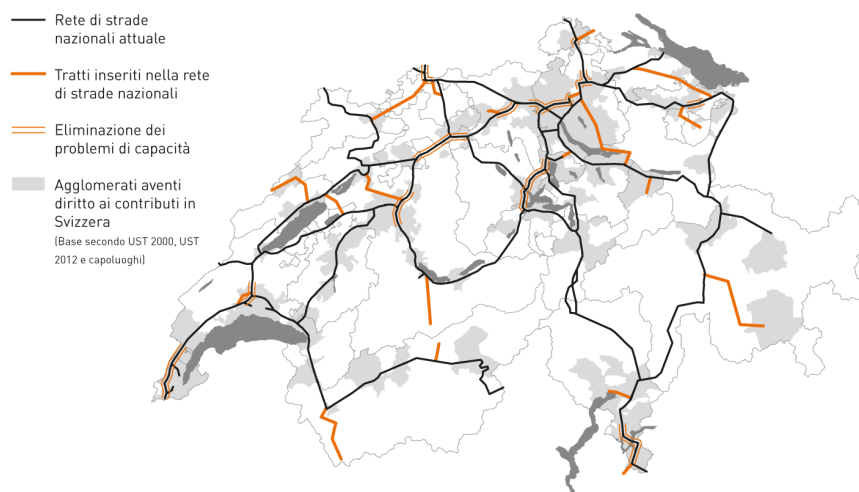 Rete di strade
nazionali attuale
Tratti inseriti nella rete
di strade nazionali
Eliminazione dei
problemi di capacità
Agglomerati aventi
diritto ai contributi in
Svizzera
(Base secondo UST 2000, UST
2012 e capoluoghi)